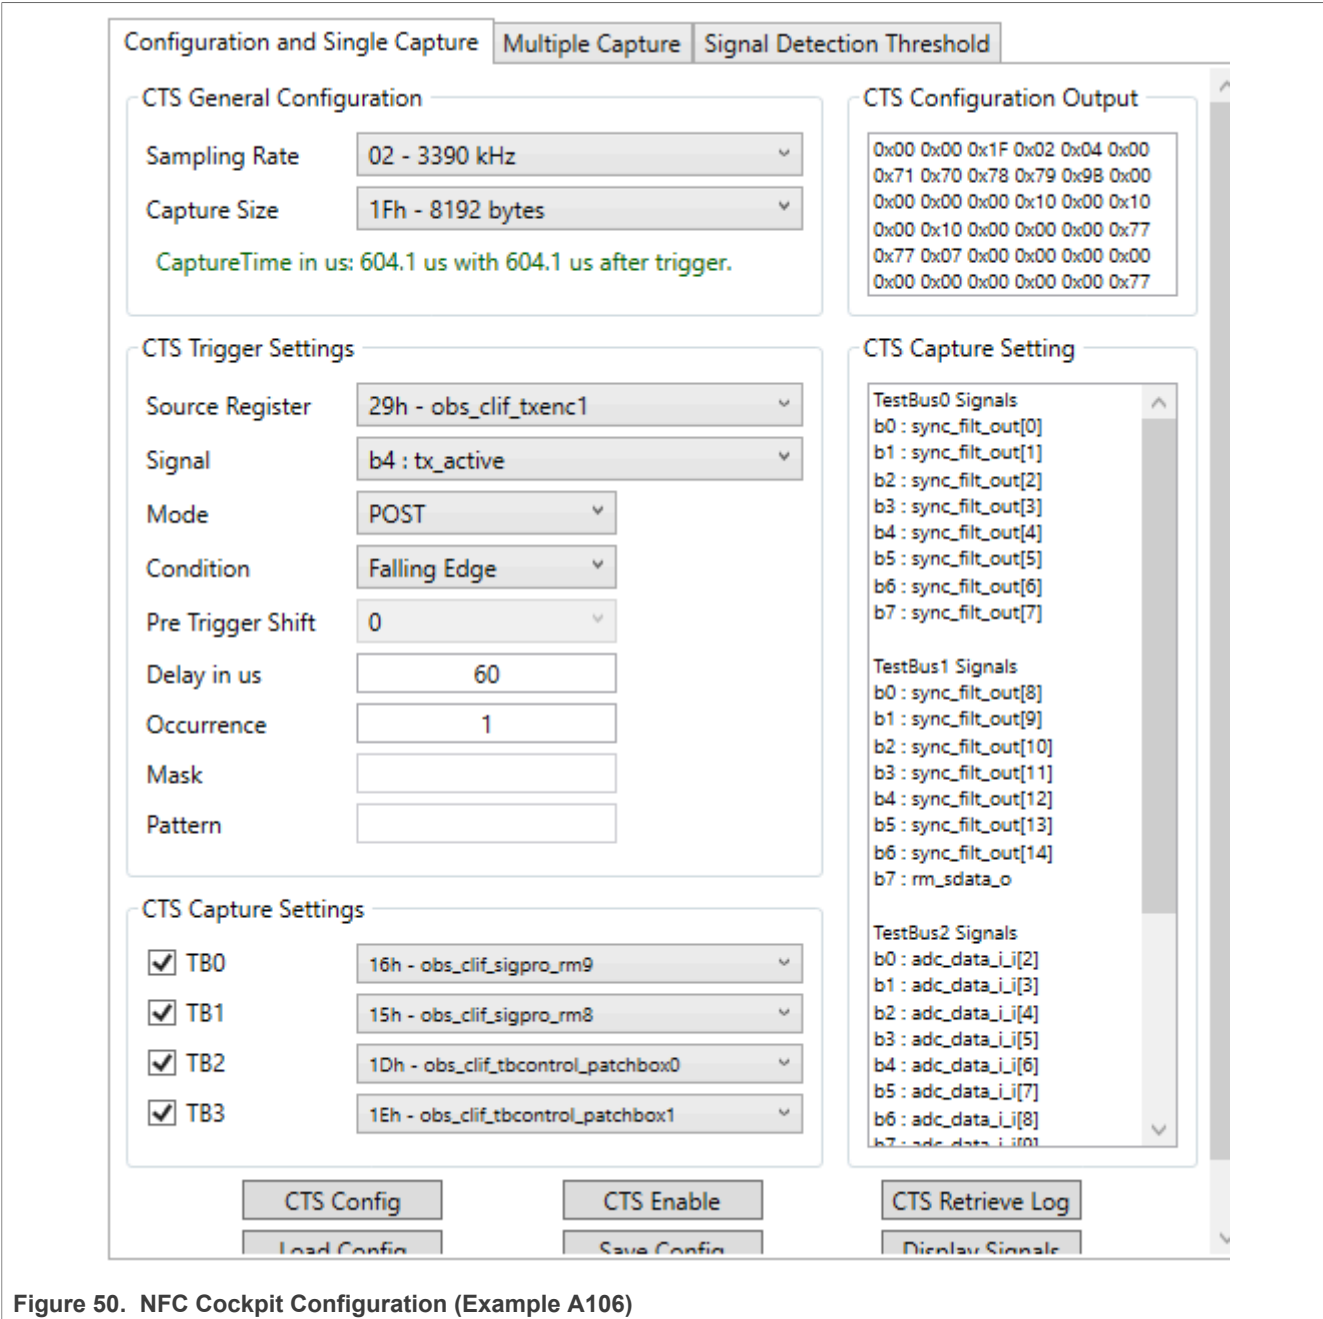 Configuration and Single Capture
Multiple Capture
Signal Detection Threshold
CTS General Configuration
Sampling Rate
02 - 3390 kHz
Capture Size
1Fh - 8192 bytes
CaptureTime in us: 604.1 us with 604.1 us after trigger.
CTS Configuration Output
0x00 0x00 0x1F 0x02 0x04 0x00
0x71 0x70 0x78 0x79 0x9B 0x00
0x00 0x00 0x00 0x10 0x00 0x10
0x00 0x10 0x00 0x00 0x00 0x77
0x77 0x07 0x00 0x00 0x00 0x00
0x00 0x00 0x00 0x00 0x00 0x77
CTS Trigger Settings
Source Register
29h - obs_clif_txenc1
Signal
b4 : tx_active
Mode
POST
Condition
Falling Edge
Pre Trigger Shift
0
Delay in us
60
Occurrence
1
Mask
Pattern
CTS Capture Setting
TestBus0 Signals
b0 : sync_filt_out[0]
b1 : sync_filt_out[1]
b2 : sync_filt_out[2]
b3 : sync_filt_out[3]
b4 : sync_filt_out[4]
b5 : sync_filt_out[5]
b6 : sync_filt_out[6]
b7 : sync_filt_out[7]
TestBus1 Signals
b0 : sync_filt_out[8]
b1 : sync_filt_out[9]
b2 : sync_filt_out[10]
b3 : sync_filt_out[11]
b4 : sync_filt_out[12]
b5 : sync_filt_out[13]
b6 : sync_filt_out[14]
b7 : rm_sdata_o
TestBus2 Signals
b0 : adc_data_i_i[2]
b1 : adc_data_i_i[3]
b2 : adc_data_i_i[4]
b3 : adc_data_i_i[5]
b4 : adc_data_i_i[6]
b5 : adc_data_i_i[7]
b6 : adc_data_i_i[8]
b7 : adc_data_i_i[9]
CTS Capture Settings
TB0
16h - obs_clif_sigpro_rm9
TB1
15h - obs_clif_sigpro_rm8
TB2
1Dh - obs_clif_tbcontrol_patchbox0
TB3
1Eh - obs_clif_tbcontrol_patchbox1
CTS Config
CTS Enable
CTS Retrieve Log
Load Config
Save Config
Display Signals
Figure 50. NFC Cockpit Configuration (Example A106)